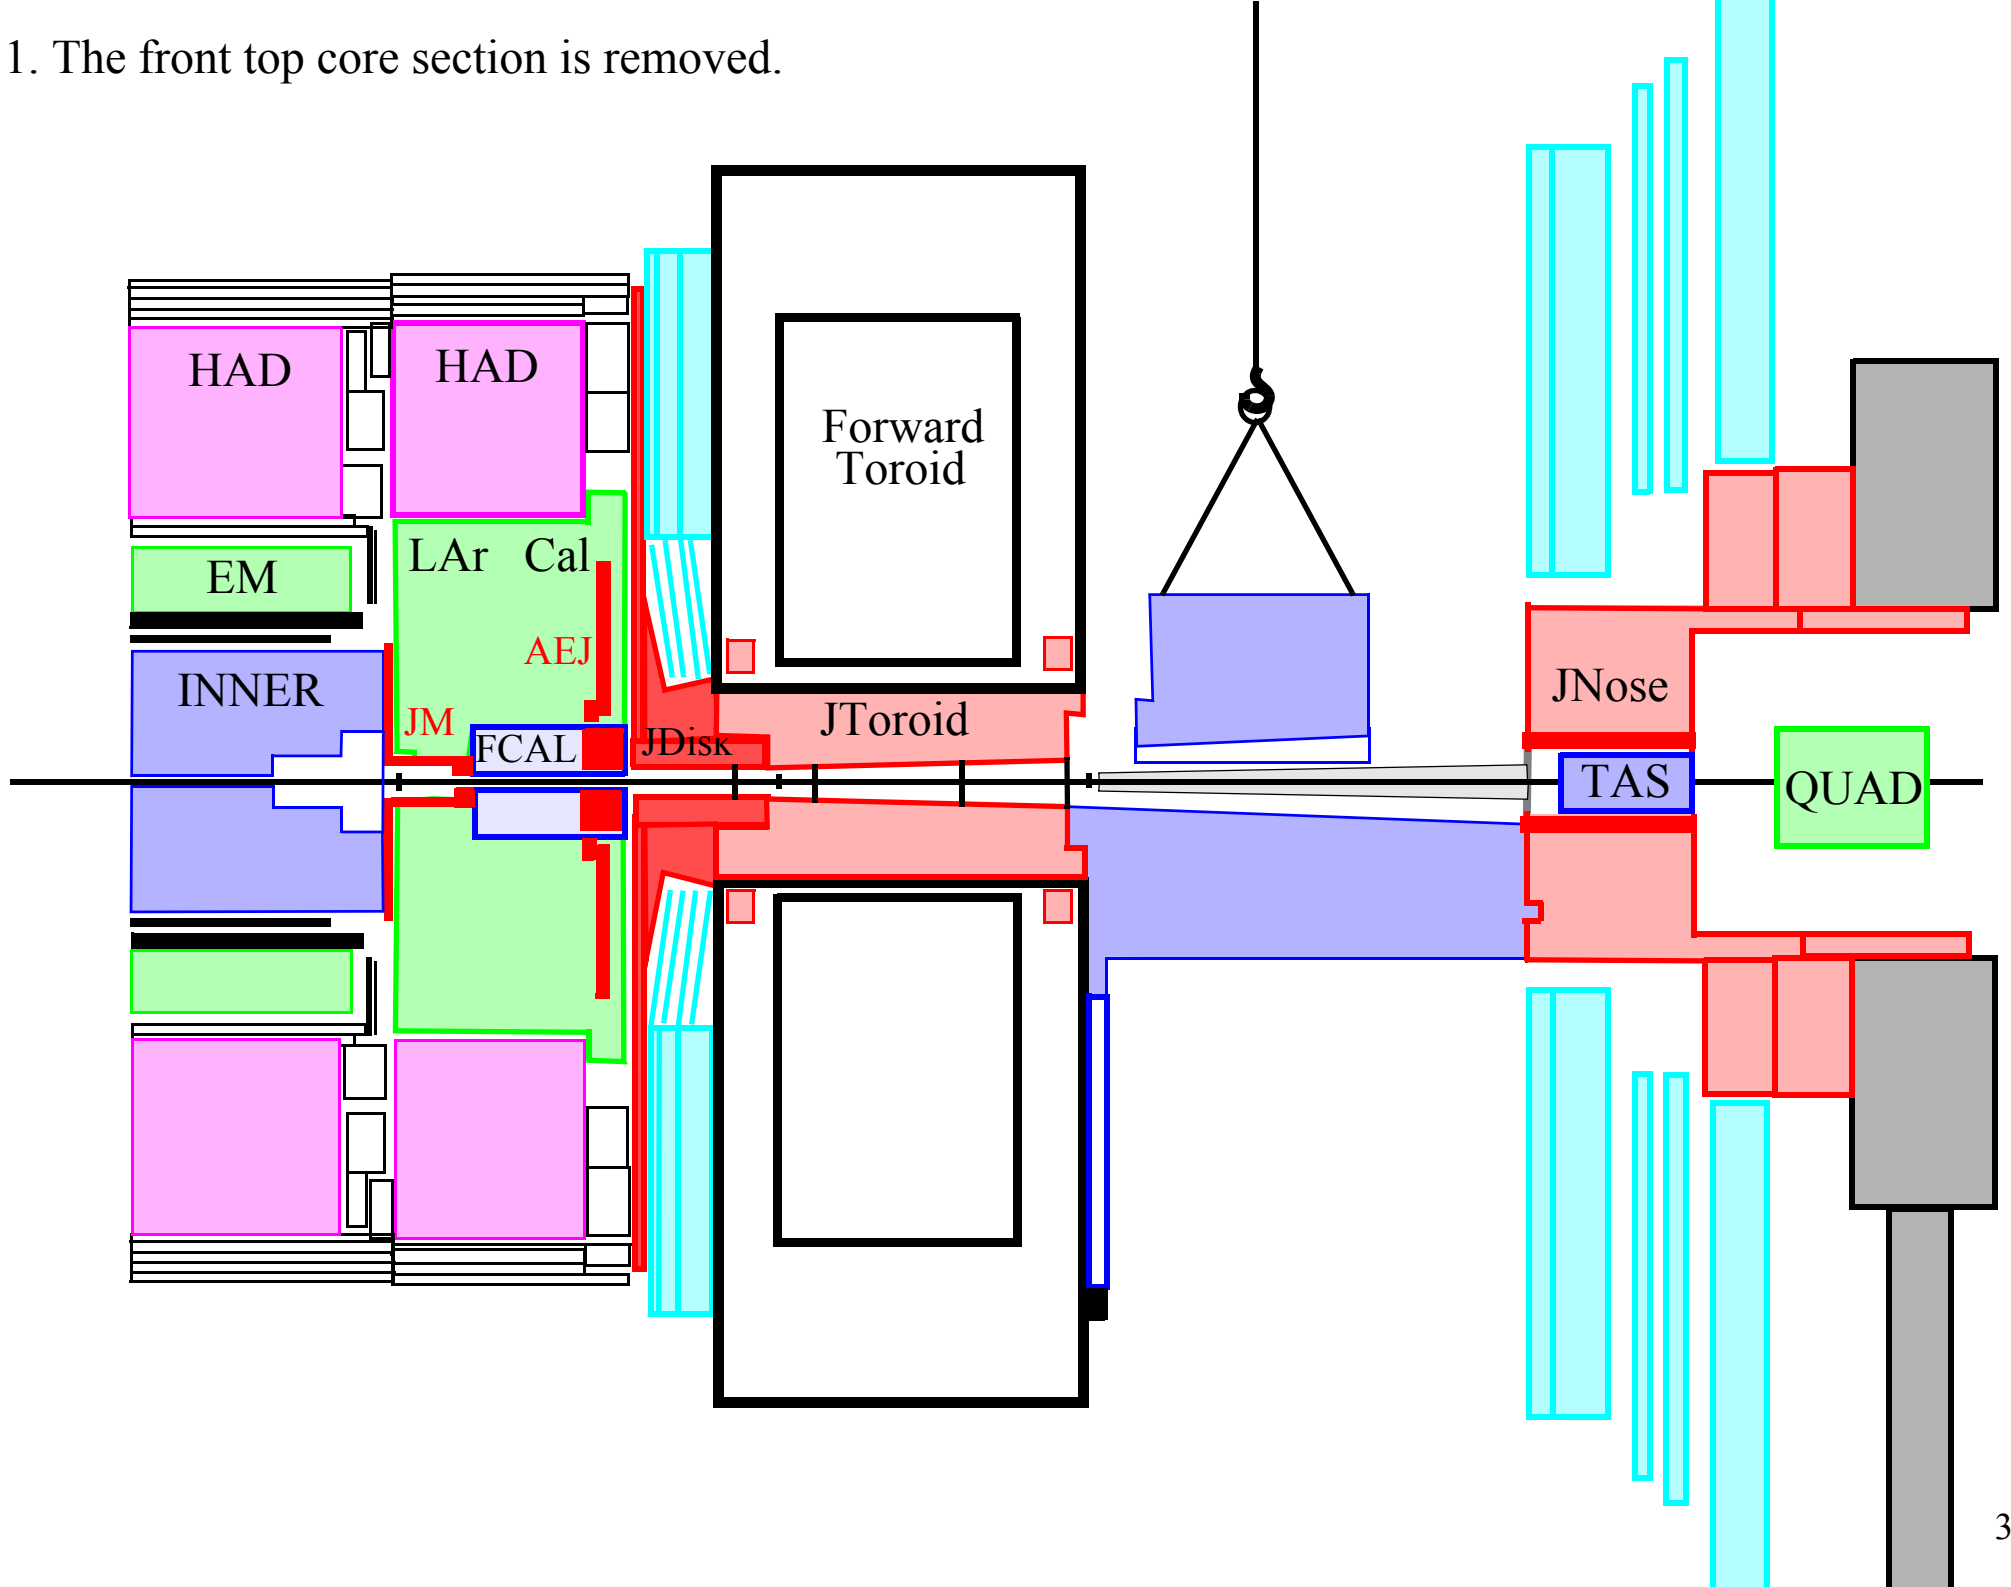 1. The front top core section is removed.
HAD
HAD
Forward
Toroid
LAr Cal
EM
AEJ
INNER
JM
FCAL
JDisk
JToroid
JNose
TAS
QUAD
3